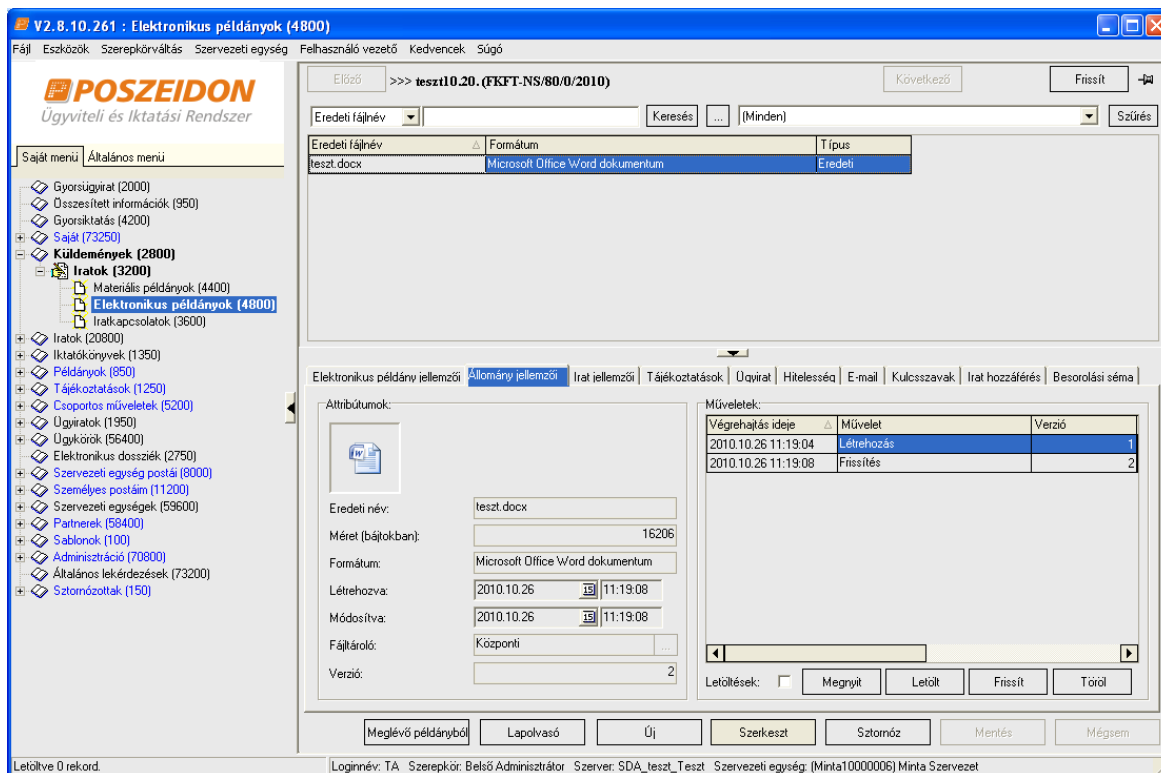 V2.8.10.261 : Elektronikus példányok (4800)
Fájl Eszközök Szerepkörváltás Szervezeti egység Felhasználó vezető Kedvencek Súgó
POSZEIDON
Ügyviteli és Iktatási Rendszer
Saját menü Általános menü
Gyorsügyirat (2000)
Összesített információk (950)
Gyorsiktatás (4200)
Saját (73250)
Küldemények (2800)
Iratok (3200)
Materiális példányok (4400)
Elektronikus példányok (4800)
Iratkapcsolatok (3600)
Iratok (20800)
Iktatókönyvek (1350)
Példányok (850)
Tájékoztatások (1250)
Csoportos műveletek (5200)
Ügyiratok (1950)
Ügykörök (56400)
Elektronikus dossziék (2750)
Szervezeti egység postái (8000)
Személyes postáim (11200)
Szervezeti egységek (59600)
Partnerek (58400)
Sablonok (100)
Adminisztráció (70800)
Általános lekérdezések (73200)
Sztornózottak (150)
Előző >>> teszt10.20. (FKFT-NS/80/0/2010) Következő Frissít
Eredeti fájlnév Keresés ... (Minden) Szűrés
Eredeti fájlnév Formátum Típus
teszt.docx Microsoft Office Word dokumentum Eredeti
Elektronikus példány jellemzői Állomány jellemzői Irat jellemzői Tájékoztatások Ügyirat Hitelesség E-mail Kulcsszavak Irat hozzáférés Besorolási séma
Attribútumok:
Eredeti név: teszt.docx
Méret (bájtokban): 16206
Formátum: Microsoft Office Word dokumentum
Létrehozva: 2010.10.26 15 11:19:08
Módosítva: 2010.10.26 15 11:19:08
Fájltároló: Központi ...
Verzió: 2
Műveletek:
Végrehajtás ideje Művelet Verzió
2010.10.26 11:19:04 Létrehozás 1
2010.10.26 11:19:08 Frissítés 2
Letöltések: Megnyit Letölt Frissít Töröl
Meglévő példányból Lapolvasó Új Szerkeszt Sztornóz Mentés Mégsem
Letöltve 0 rekord. Loginnév: TA Szerepkör: Belső Adminisztrátor Szerver: SDA_teszt_Teszt Szervezeti egység: (Minta10000006) Minta Szervezet